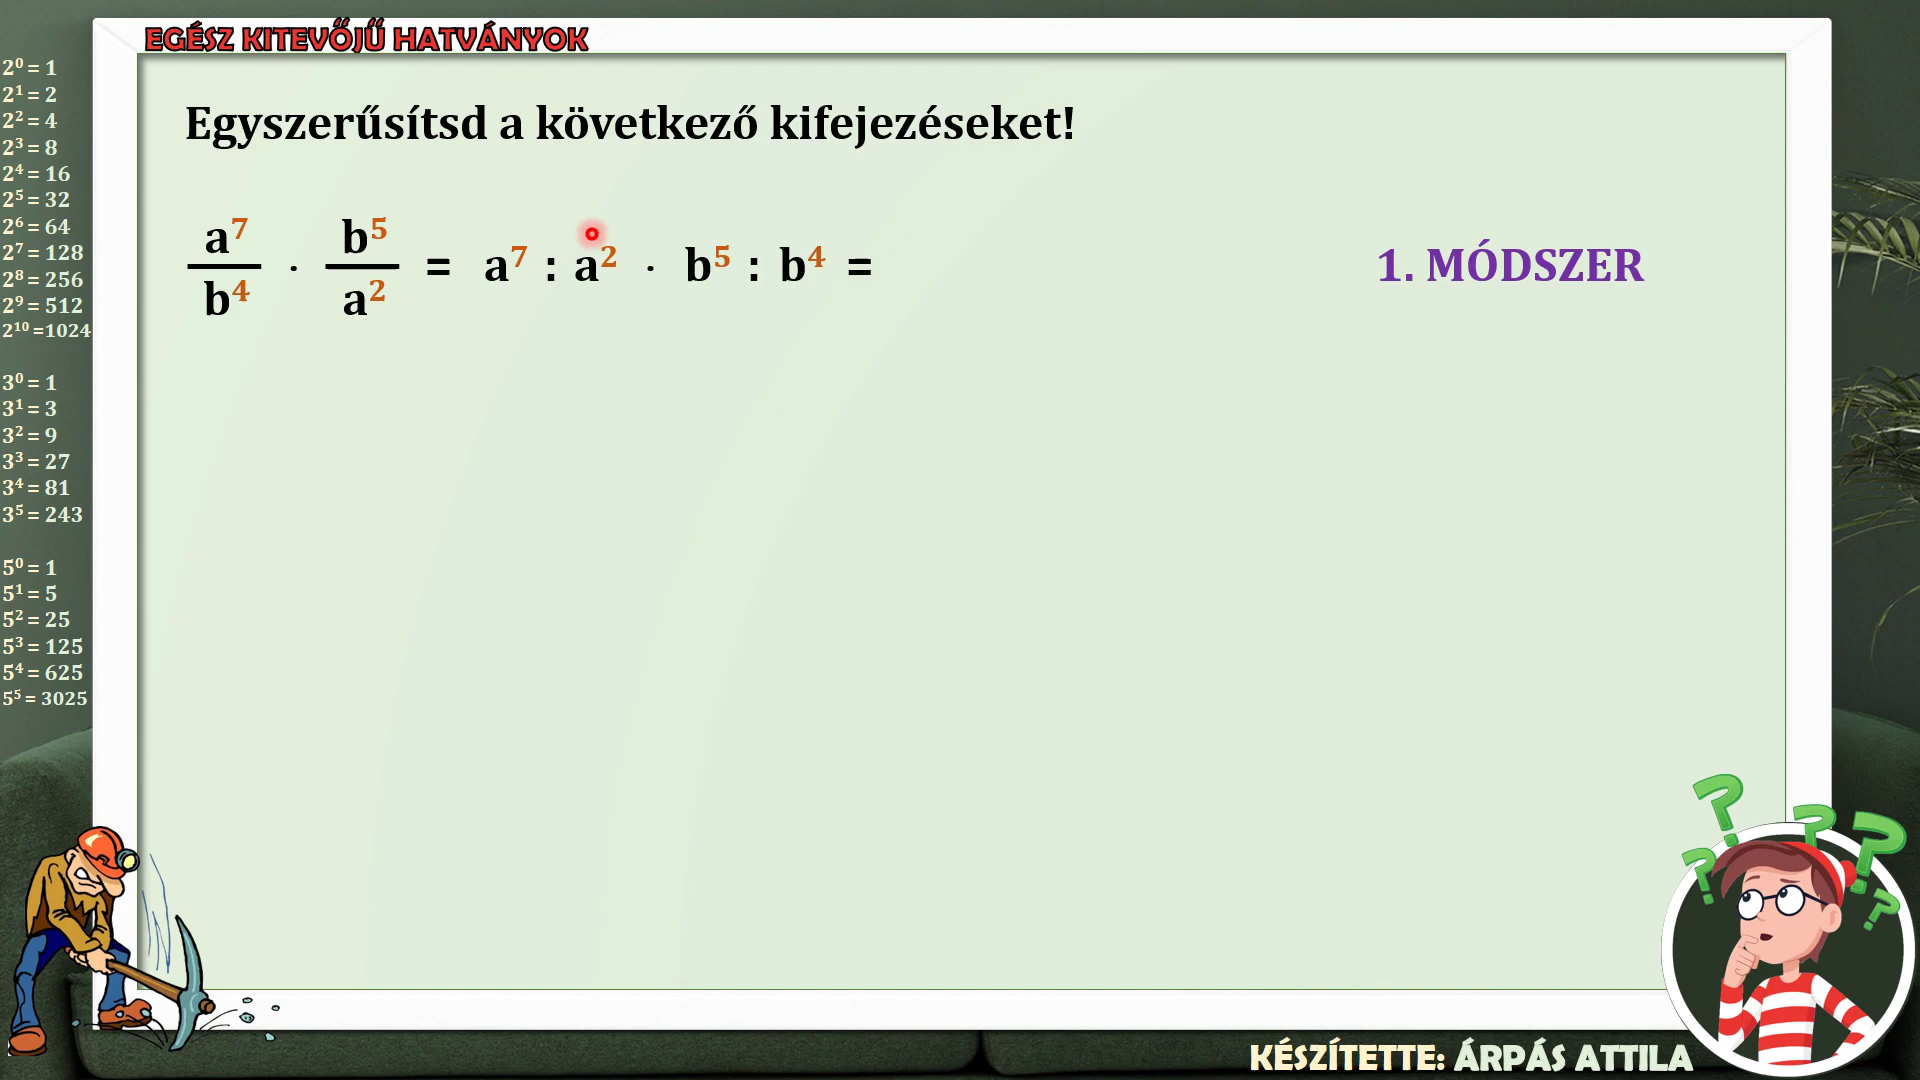 EGÉSZ KITEVŐJŰ HATVÁNYOK
2⁰ = 1
2¹ = 2
2² = 4
2³ = 8
2⁴ = 16
2⁵ = 32
2⁶ = 64
2⁷ = 128
2⁸ = 256
2⁹ = 512
2¹⁰ =1024
3⁰ = 1
3¹ = 3
3² = 9
3³ = 27
3⁴ = 81
3⁵ = 243
5⁰ = 1
5¹ = 5
5² = 25
5³ = 125
5⁴ = 625
5⁵ = 3025
Egyszerűsítsd a következő kifejezéseket!
a⁷/b⁴ · b⁵/a² = a⁷ : a² · b⁵ : b⁴ =
1. MÓDSZER
? ? ? ? ?
KÉSZÍTETTE: ÁRPÁS ATTILA